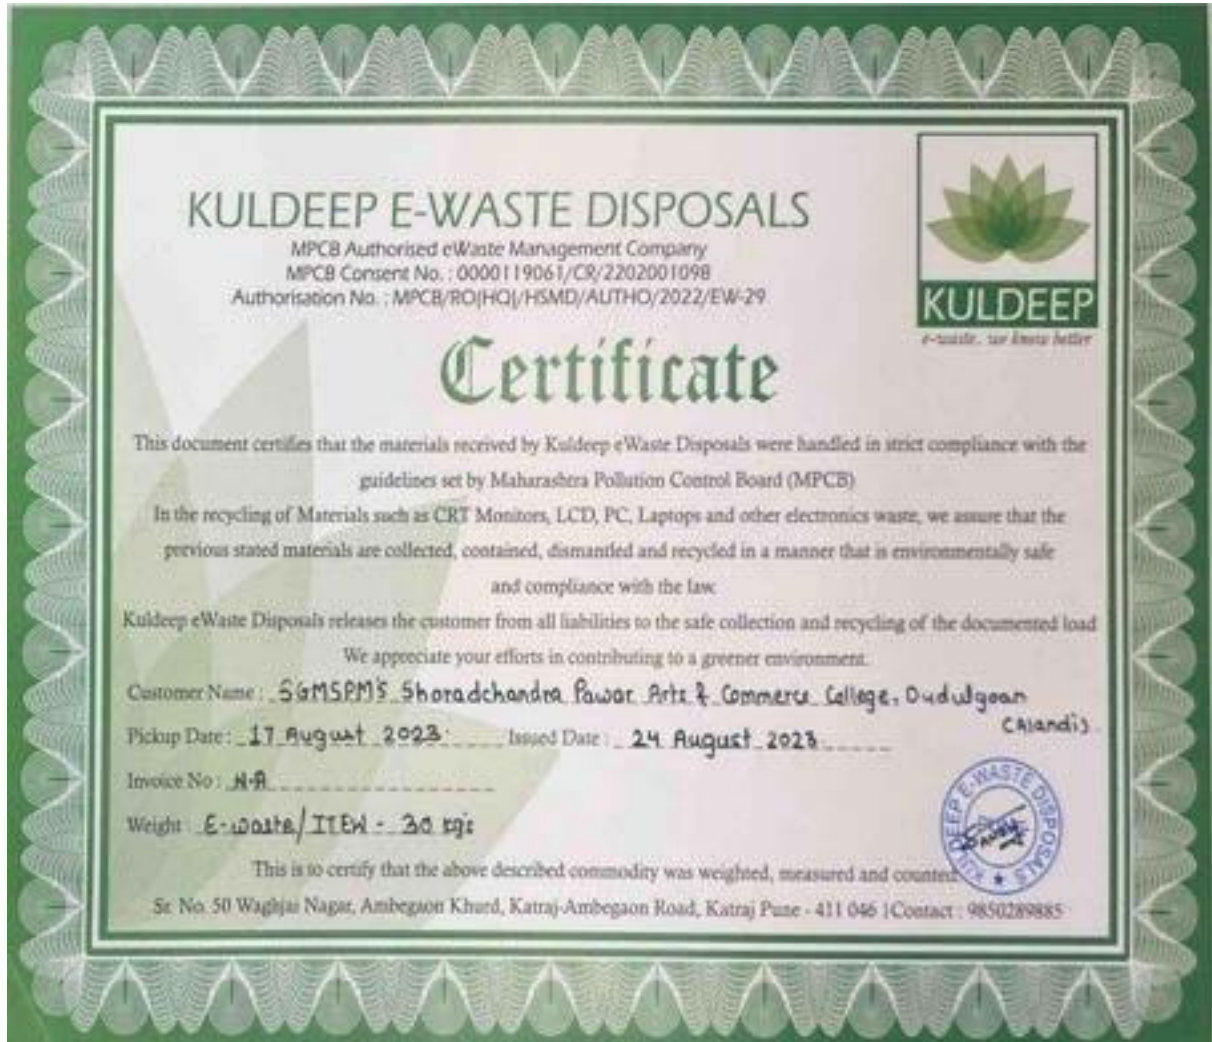 KULDEEP E-WASTE DISPOSALS
MPCB Authorised eWaste Management Company
MPCB Consent No. : 0000119061/CR/2202001098
Authorisation No. : MPCB/RO(HQ)/HSMD/AUTHO/2022/EW-29
KULDEEP
e-waste.. we know better
Certificate
This document certifies that the materials received by Kuldeep eWaste Disposals were handled in strict compliance with the
guidelines set by Maharashtra Pollution Control Board (MPCB)
In the recycling of Materials such as CRT Monitors, LCD, PC, Laptops and other electronics waste, we assure that the
previous stated materials are collected, contained, dismantled and recycled in a manner that is environmentally safe
and compliance with the law.
Kuldeep eWaste Disposals releases the customer from all liabilities to the safe collection and recycling of the documented load
We appreciate your efforts in contributing to a greener environment.
Customer Name : SGMSPM's Sharadchandra Pawar Arts & Commerce College, Dudulgoan
(Alandi).
Pickup Date : 17 August 2023 Issued Date : 24 August 2023
Invoice No : N-A
Weight : E-waste/ITEW - 30 kg's
KULDEEP E-WASTE DISPOSALS
This is to certify that the above described commodity was weighted, measured and counted.
Sr. No. 50 Waghjai Nagar, Ambegaon Khurd, Katraj-Ambegaon Road, Katraj Pune - 411 046 |Contact : 9850289885